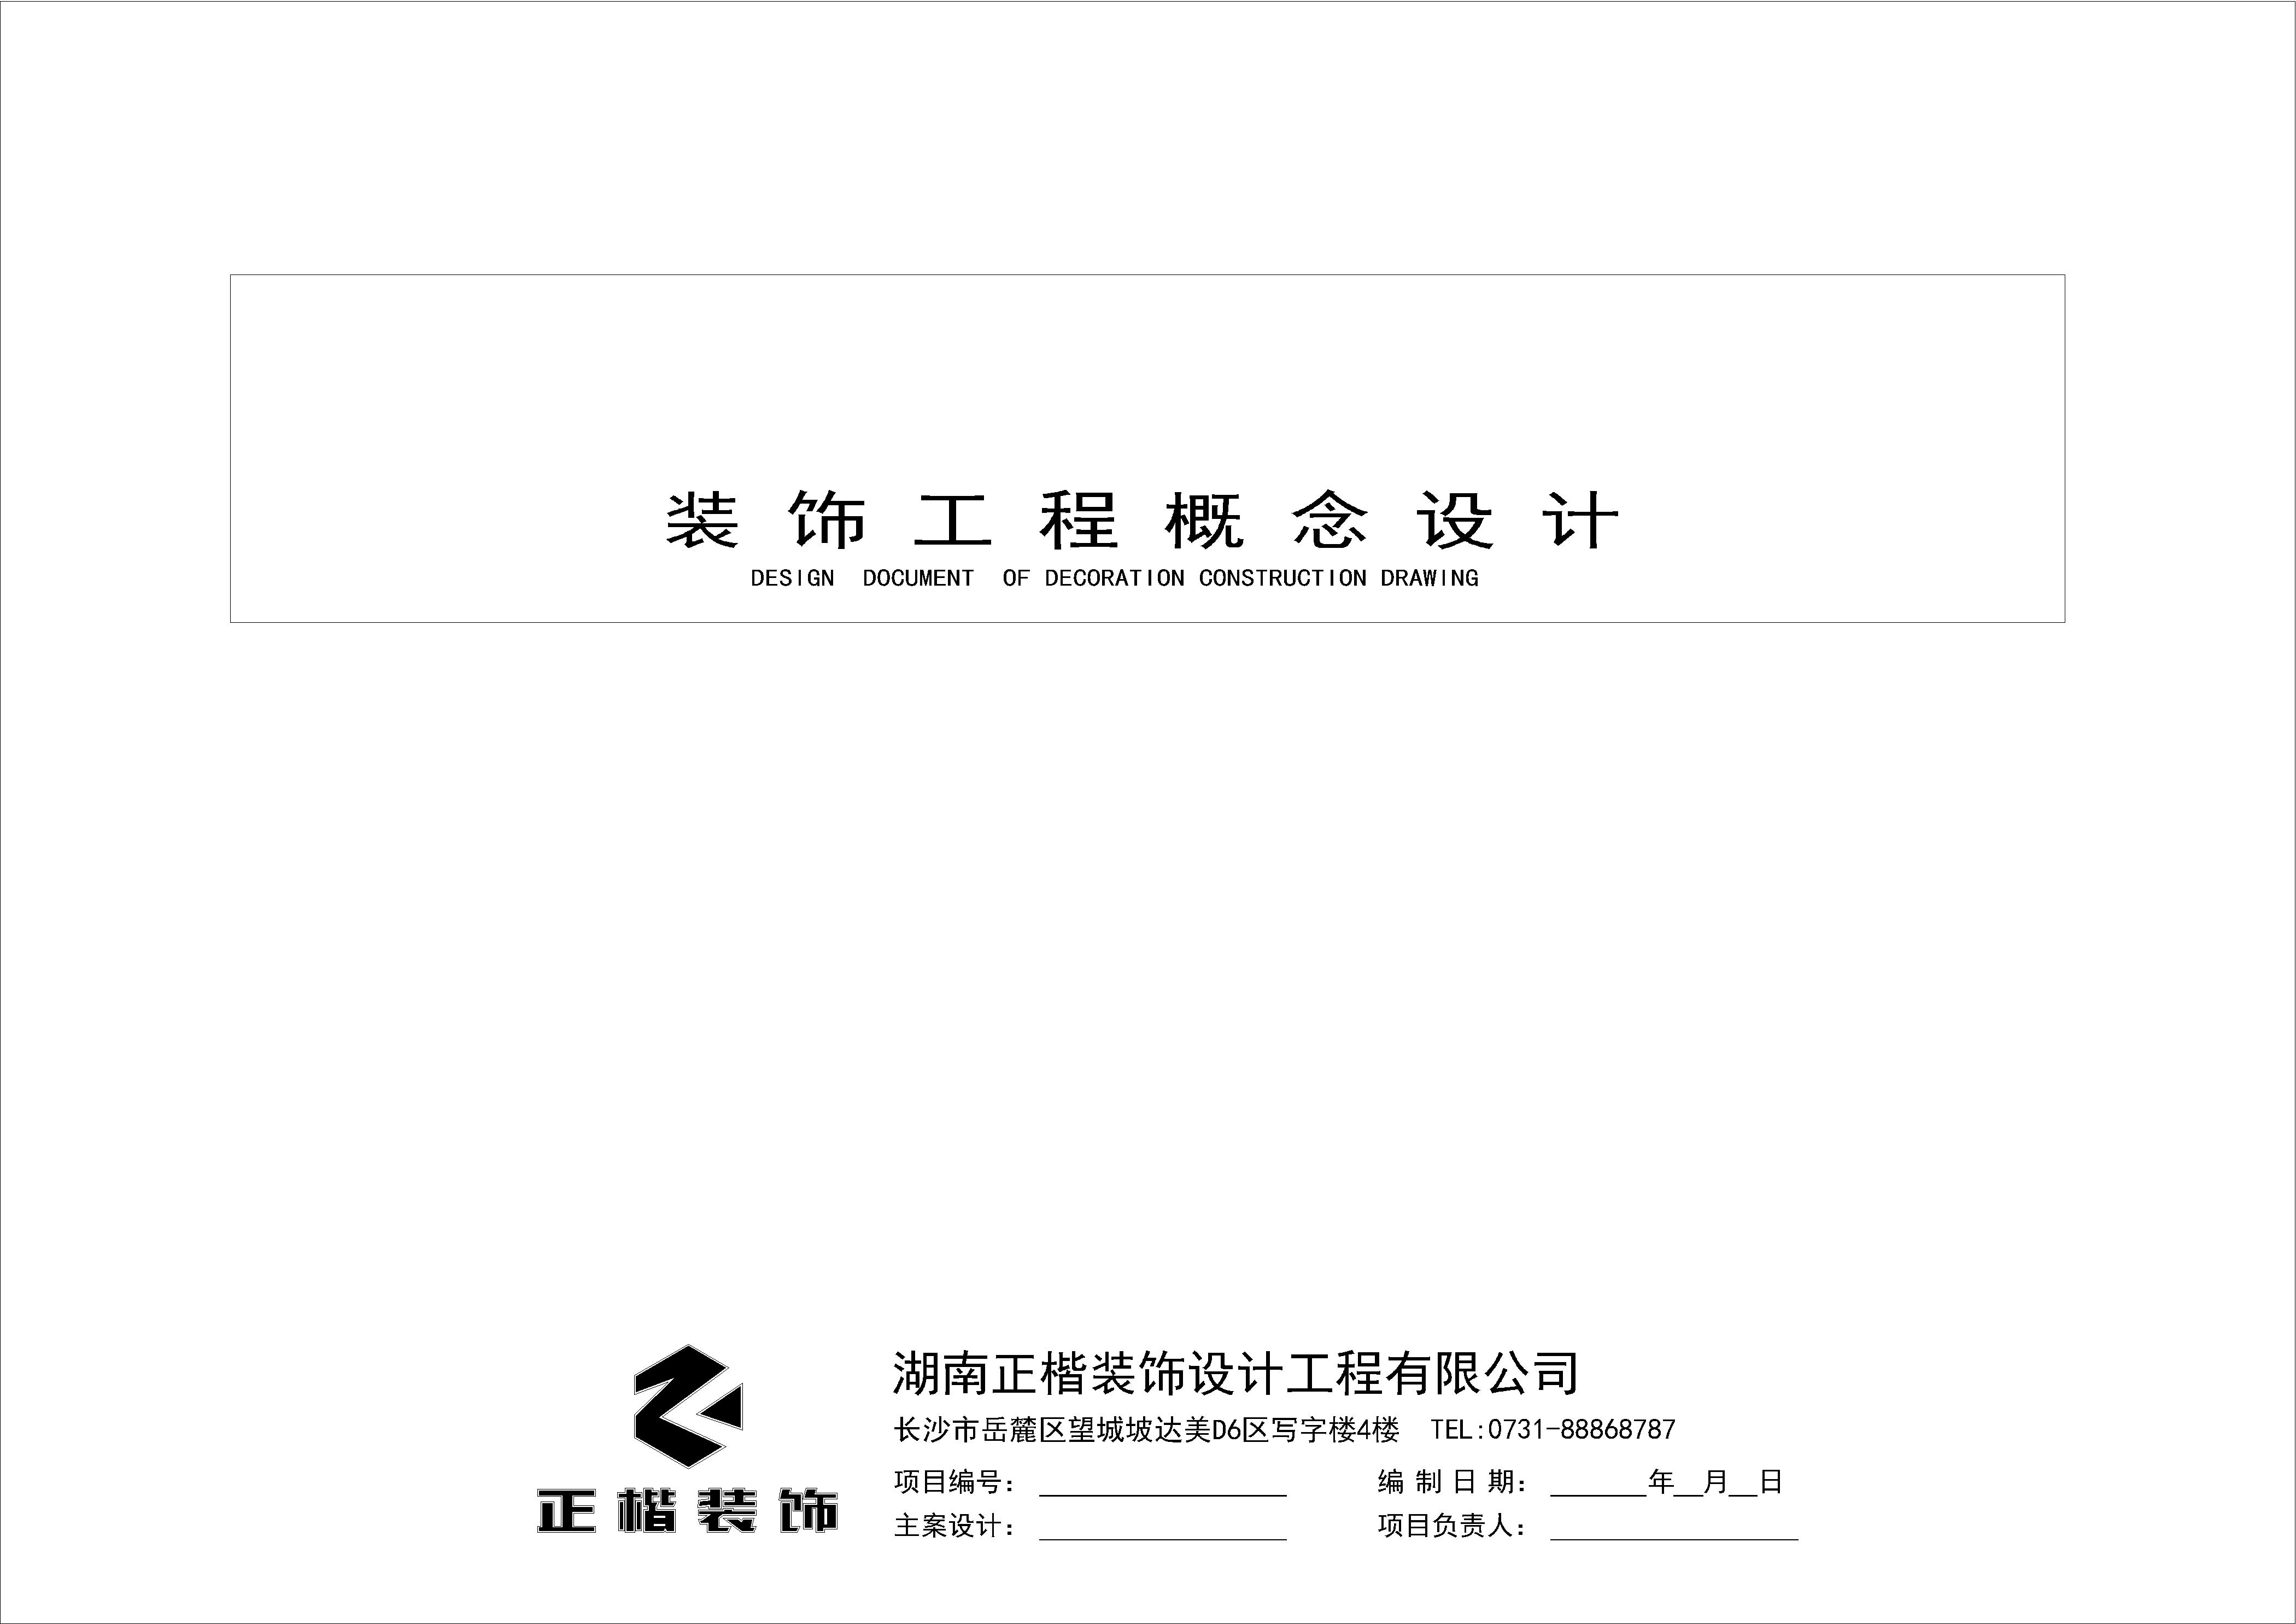 装饰工程概念设计
DESIGN DOCUMENT OF DECORATION CONSTRUCTION DRAWING
正楷装饰
湖南正楷装饰设计工程有限公司
长沙市岳麓区望城坡达美D6区写字楼4楼 TEL:0731-88868787
项目编号： 编制日期： 年 月 日
主案设计： 项目负责人：